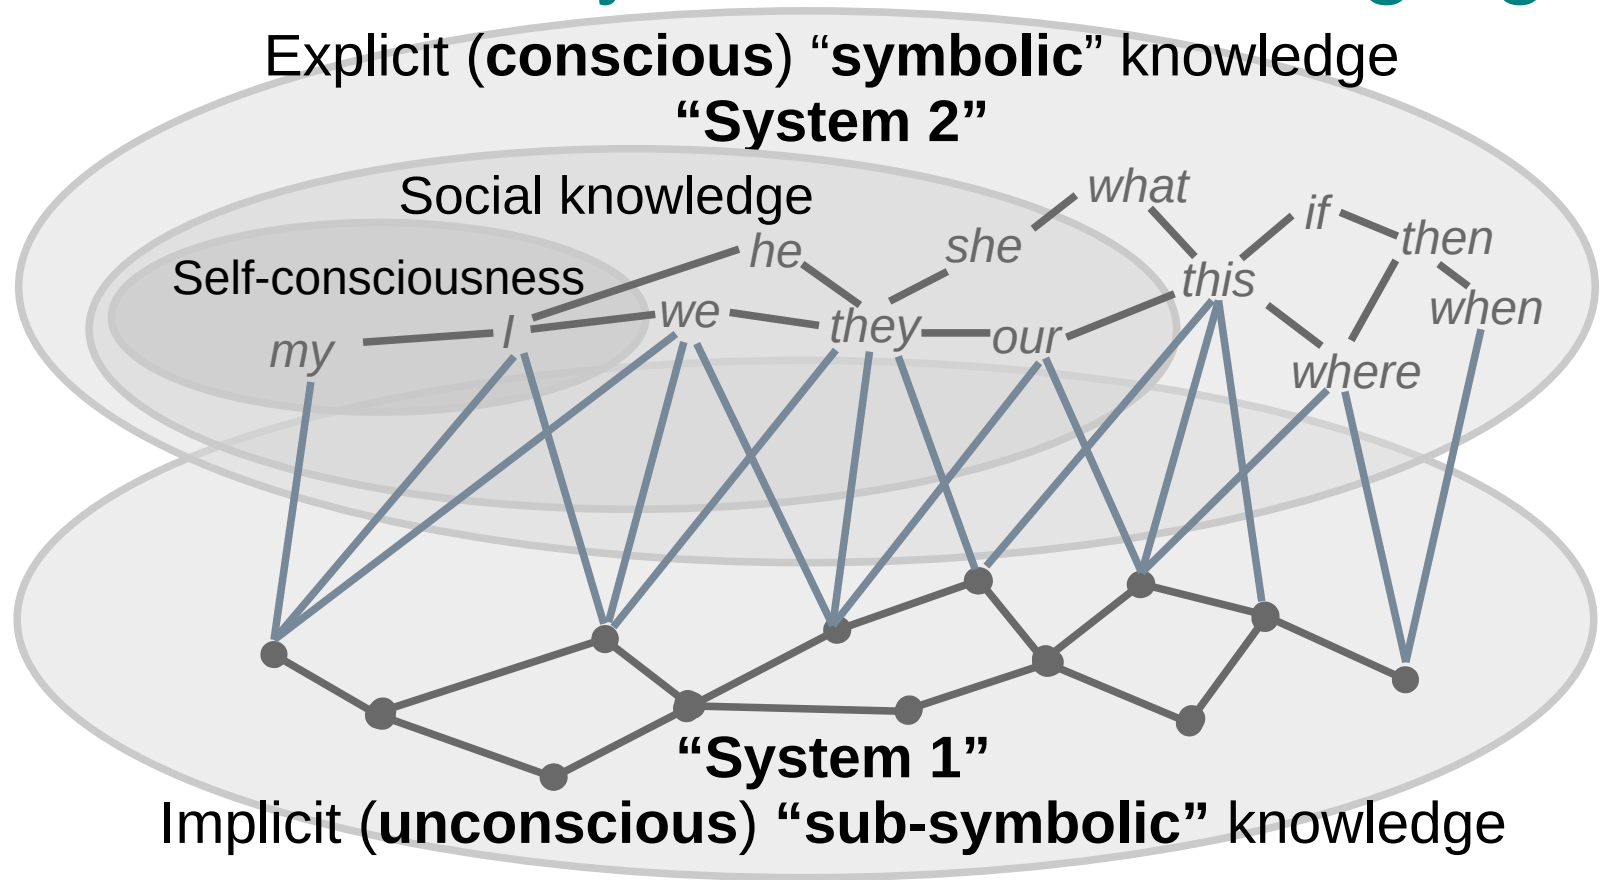 Explicit (conscious) “symbolic” knowledge
“System 2”
Social knowledge
what
if
he
she
then
Self-consciousness
this
we
when
my
I
they
our
where
“System 1”
Implicit (unconscious) “sub-symbolic” knowledge